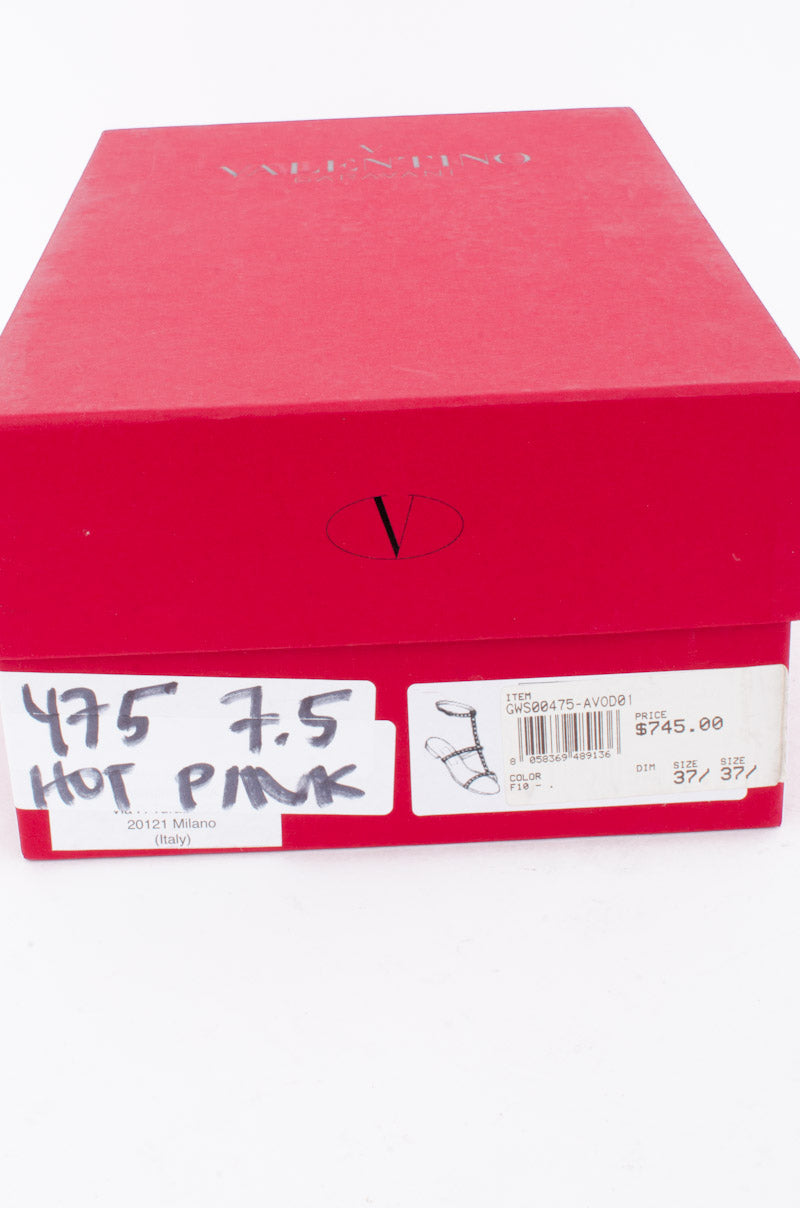 VALENTINO
GARAVANI
V
475 7.5
HOT PINK
20121 Milano
(Italy)
ITEM
GWS00475-AVOD01
PRICE
$745.00
8 058369 489136
COLOR
F10 - .
DIM SIZE SIZE
37/ 37/